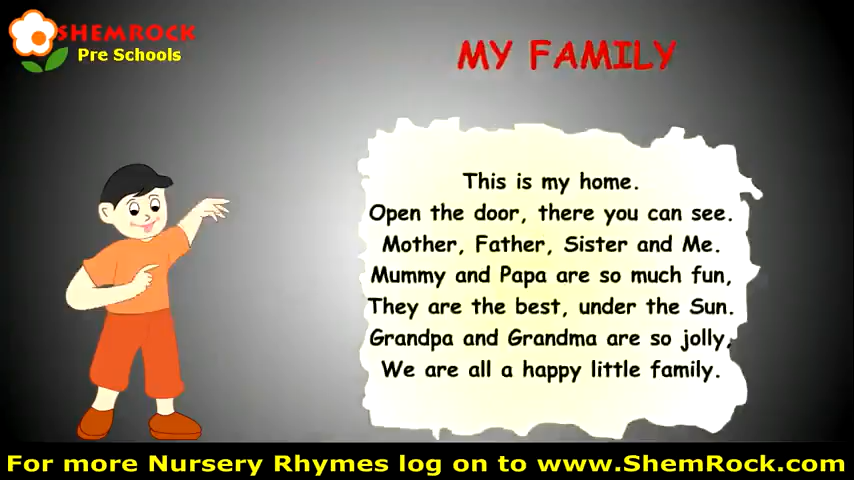 SHEMROCK
Pre Schools
MY FAMILY
This is my home.
Open the door, there you can see.
Mother, Father, Sister and Me.
Mummy and Papa are so much fun,
They are the best, under the Sun.
Grandpa and Grandma are so jolly,
We are all a happy little family.
For more Nursery Rhymes log on to www.ShemRock.com